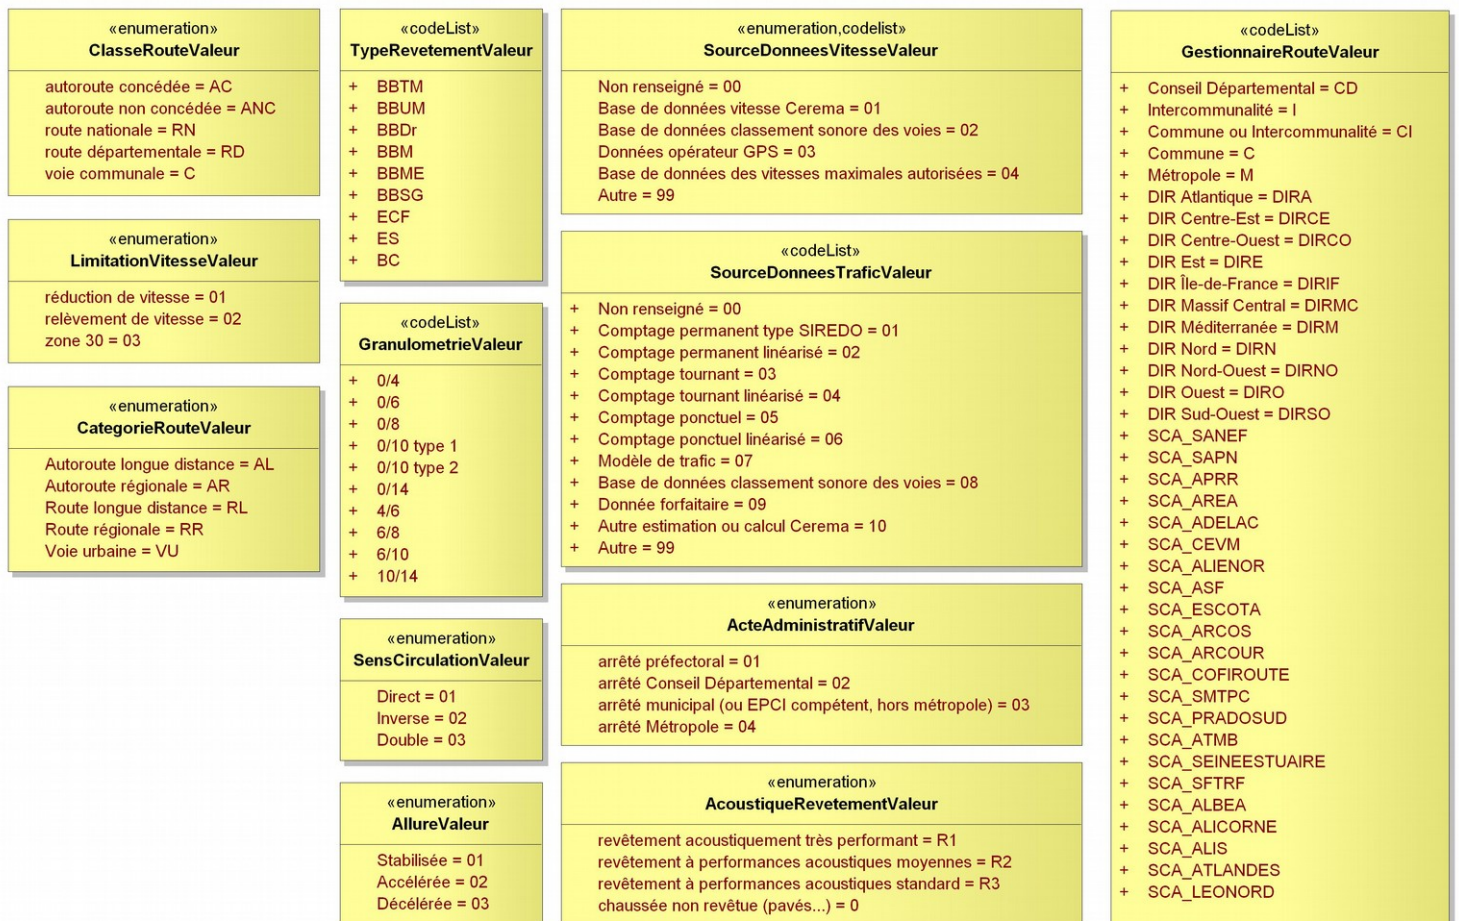 «enumeration»
ClasseRouteValeur
autoroute concédée = AC
autoroute non concédée = ANC
route nationale = RN
route départementale = RD
voie communale = C
«enumeration»
LimitationVitesseValeur
réduction de vitesse = 01
relèvement de vitesse = 02
zone 30 = 03
«enumeration»
CategorieRouteValeur
Autoroute longue distance = AL
Autoroute régionale = AR
Route longue distance = RL
Route régionale = RR
Voie urbaine = VU
«codeList»
TypeRevetementValeur
+ BBTM
+ BBUM
+ BBDr
+ BBM
+ BBME
+ BBSG
+ ECF
+ ES
+ BC
«codeList»
GranulometrieValeur
+ 0/4
+ 0/6
+ 0/8
+ 0/10 type 1
+ 0/10 type 2
+ 0/14
+ 4/6
+ 6/8
+ 6/10
+ 10/14
«enumeration»
SensCirculationValeur
Direct = 01
Inverse = 02
Double = 03
«enumeration»
AllureValeur
Stabilisée = 01
Accélérée = 02
Décélérée = 03
«enumeration,codelist»
SourceDonneesVitesseValeur
Non renseigné = 00
Base de données vitesse Cerema = 01
Base de données classement sonore des voies = 02
Données opérateur GPS = 03
Base de données des vitesses maximales autorisées = 04
Autre = 99
«codeList»
SourceDonneesTraficValeur
+ Non renseigné = 00
+ Comptage permanent type SIREDO = 01
+ Comptage permanent linéarisé = 02
+ Comptage tournant = 03
+ Comptage tournant linéarisé = 04
+ Comptage ponctuel = 05
+ Comptage ponctuel linéarisé = 06
+ Modèle de trafic = 07
+ Base de données classement sonore des voies = 08
+ Donnée forfaitaire = 09
+ Autre estimation ou calcul Cerema = 10
+ Autre = 99
«enumeration»
ActeAdministratifValeur
arrêté préfectoral = 01
arrêté Conseil Départemental = 02
arrêté municipal (ou EPCI compétent, hors métropole) = 03
arrêté Métropole = 04
«enumeration»
AcoustiqueRevetementValeur
revêtement acoustiquement très performant = R1
revêtement à performances acoustiques moyennes = R2
revêtement à performances acoustiques standard = R3
chaussée non revêtue (pavés...) = 0
«codeList»
GestionnaireRouteValeur
+ Conseil Départemental = CD
+ Intercommunalité = I
+ Commune ou Intercommunalité = CI
+ Commune = C
+ Métropole = M
+ DIR Atlantique = DIRA
+ DIR Centre-Est = DIRCE
+ DIR Centre-Ouest = DIRCO
+ DIR Est = DIRE
+ DIR Île-de-France = DIRIF
+ DIR Massif Central = DIRMC
+ DIR Méditerranée = DIRM
+ DIR Nord = DIRN
+ DIR Nord-Ouest = DIRNO
+ DIR Ouest = DIRO
+ DIR Sud-Ouest = DIRSO
+ SCA_SANEF
+ SCA_SAPN
+ SCA_APRR
+ SCA_AREA
+ SCA_ADELAC
+ SCA_CEVM
+ SCA_ALIENOR
+ SCA_ASF
+ SCA_ESCOTA
+ SCA_ARCOS
+ SCA_ARCOUR
+ SCA_COFIROUTE
+ SCA_SMTPC
+ SCA_PRADOSUD
+ SCA_ATMB
+ SCA_SEINEESTUAIRE
+ SCA_SFTRF
+ SCA_ALBEA
+ SCA_ALICORNE
+ SCA_ALIS
+ SCA_ATLANDES
+ SCA_LEONORD